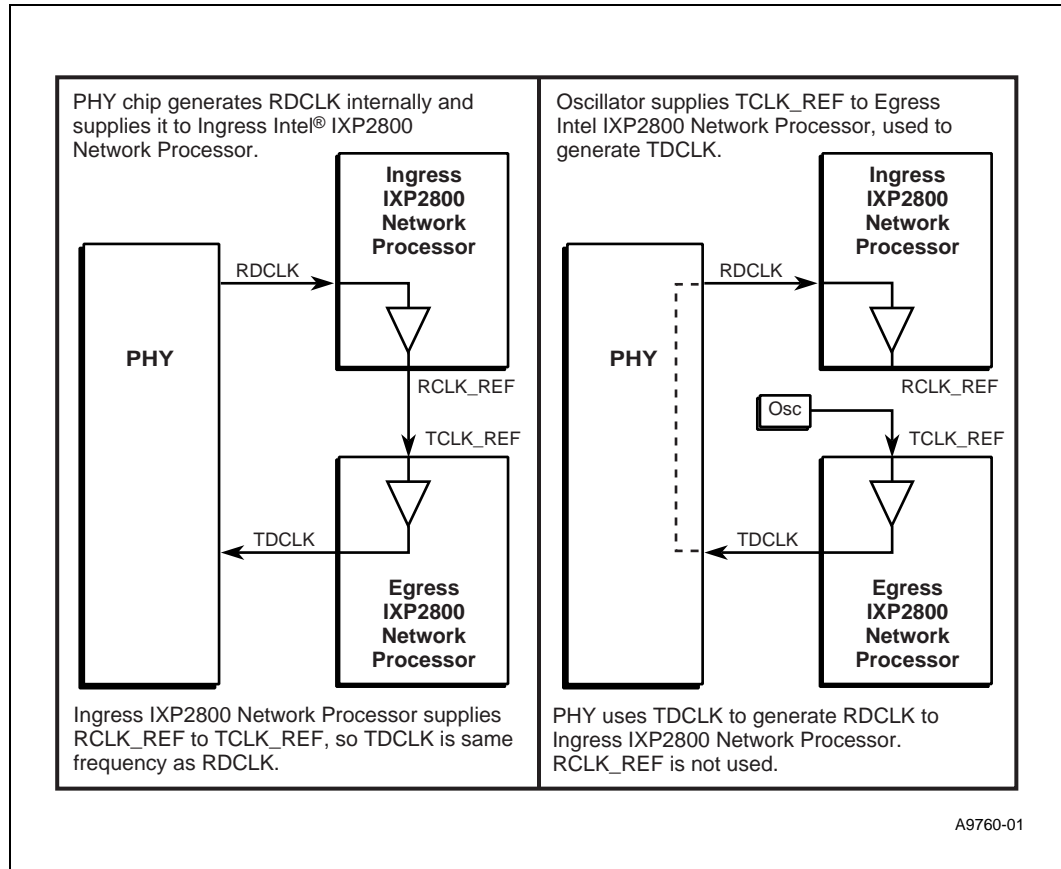 PHY chip generates RDCLK internally and
supplies it to Ingress Intel® IXP2800
Network Processor.
Ingress
IXP2800
Network
Processor
RDCLK
PHY
RCLK_REF
TCLK_REF
TDCLK
Egress
IXP2800
Network
Processor
Ingress IXP2800 Network Processor supplies
RCLK_REF to TCLK_REF, so TDCLK is same
frequency as RDCLK.
Oscillator supplies TCLK_REF to Egress
Intel IXP2800 Network Processor, used to
generate TDCLK.
Ingress
IXP2800
Network
Processor
RDCLK
PHY
RCLK_REF
Osc
TCLK_REF
TDCLK
Egress
IXP2800
Network
Processor
PHY uses TDCLK to generate RDCLK to
Ingress IXP2800 Network Processor.
RCLK_REF is not used.
A9760-01